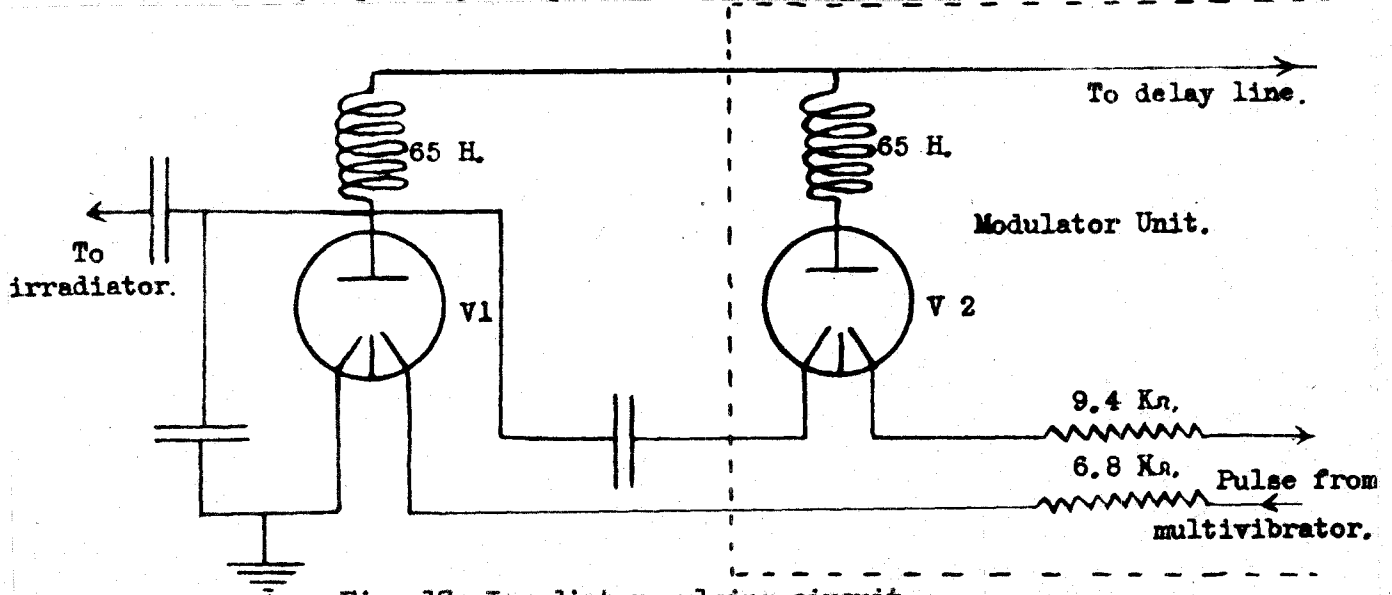 To delay line.
65 H.
65 H.
Modulator Unit.
To
irradiator.
V1
V 2
9.4 KΩ.
6.8 KΩ.
Pulse from
multivibrator.